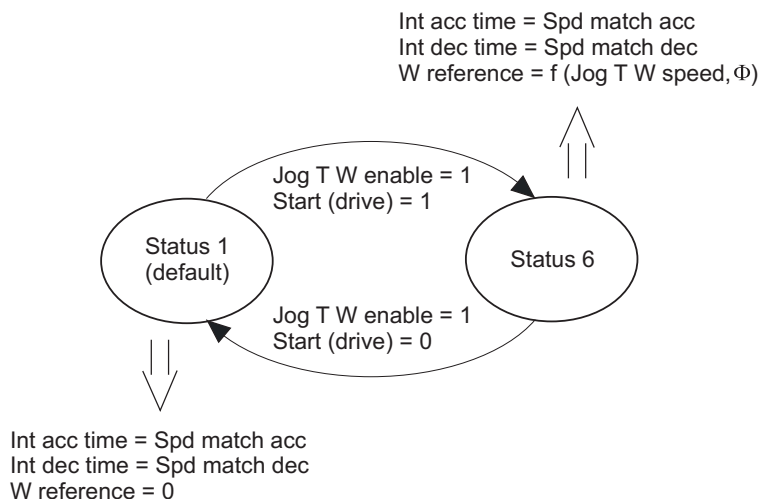 Int acc time = Spd match acc
Int dec time = Spd match dec
W reference = f (Jog T W speed,Φ)
Jog T W enable = 1
Start (drive) = 1
Status 1
(default)
Status 6
Jog T W enable = 1
Start (drive) = 0
Int acc time = Spd match acc
Int dec time = Spd match dec
W reference = 0